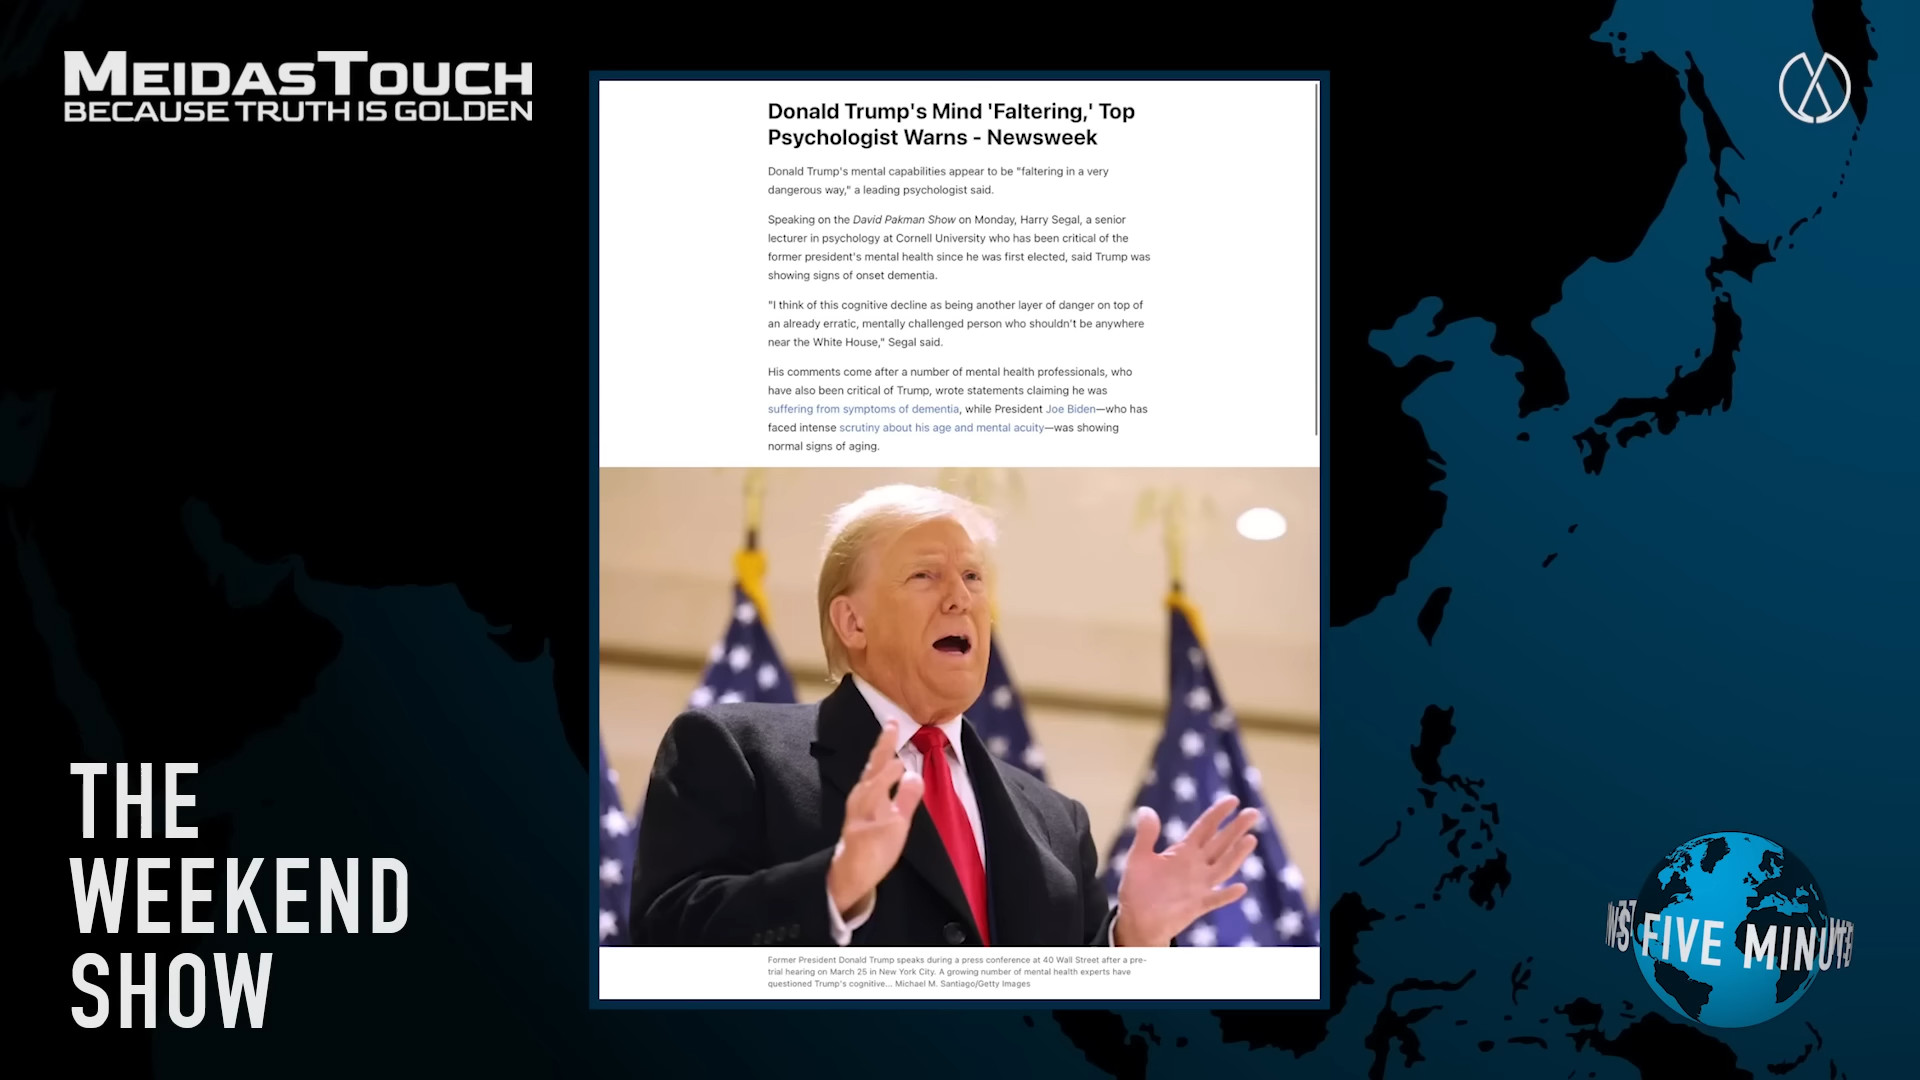 MEIDASTOUCH
BECAUSE TRUTH IS GOLDEN
Donald Trump's Mind 'Faltering,' Top
Psychologist Warns - Newsweek
Donald Trump's mental capabilities appear to be "faltering in a very
dangerous way," a leading psychologist said.
Speaking on the David Pakman Show on Monday, Harry Segal, a senior
lecturer in psychology at Cornell University who has been critical of the
former president's mental health since he was first elected, said Trump was
showing signs of onset dementia.
"I think of this cognitive decline as being another layer of danger on top of
an already erratic, mentally challenged person who shouldn't be anywhere
near the White House," Segal said.
His comments come after a number of mental health professionals, who
have also been critical of Trump, wrote statements claiming he was
suffering from symptoms of dementia, while President Joe Biden—who has
faced intense scrutiny about his age and mental acuity—was showing
normal signs of aging.
Former President Donald Trump speaks during a press conference at 40 Wall Street after a pre-
trial hearing on March 25 in New York City. A growing number of mental health experts have
questioned Trump's cognitive... Michael M. Santiago/Getty Images
THE
WEEKEND
SHOW
FIVE